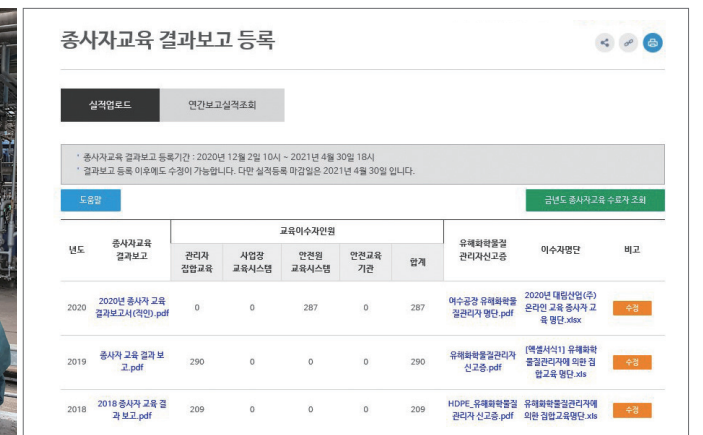 종사자교육 결과보고 등록
실적업로드 연간보고실적조회
' 종사자교육 결과보고 등록기간 : 2020년 12월 2일 10시 ~ 2021년 4월 30일 18시
' 결과보고 등록 이후에도 수정이 가능합니다. 다만 실적등록 마감일은 2021년 4월 30일 입니다.
도움말 금년도 종사자교육 수료자 조회
년도 종사자교육 결과보고 교육이수자인원 유해화학물질 관리자신고증 이수자명단 비고
관리자 집합교육 사업장 교육시스템 안전원 교육시스템 안전교육 기관 합계
2020 2020년 종사자 교육 결과보고서(직인).pdf 0 0 287 0 287 여수공장 유해화학물질관리자 명단.pdf 2020년 대림산업(주) 온라인 교육 종사자 교육 명단.xlsx 수정
2019 종사자 교육 결과 보고.pdf 290 0 0 0 290 유해화학물질관리자 신고증.pdf [엑셀서식1] 유해화학물질관리자에 의한 집합교육 명단.xls 수정
2018 2018 종사자 교육 결과 보고.pdf 209 0 0 0 209 HDPE_유해화학물질관리자 신고증.pdf 유해화학물질관리자에 의한 집합교육명단.xls 수정